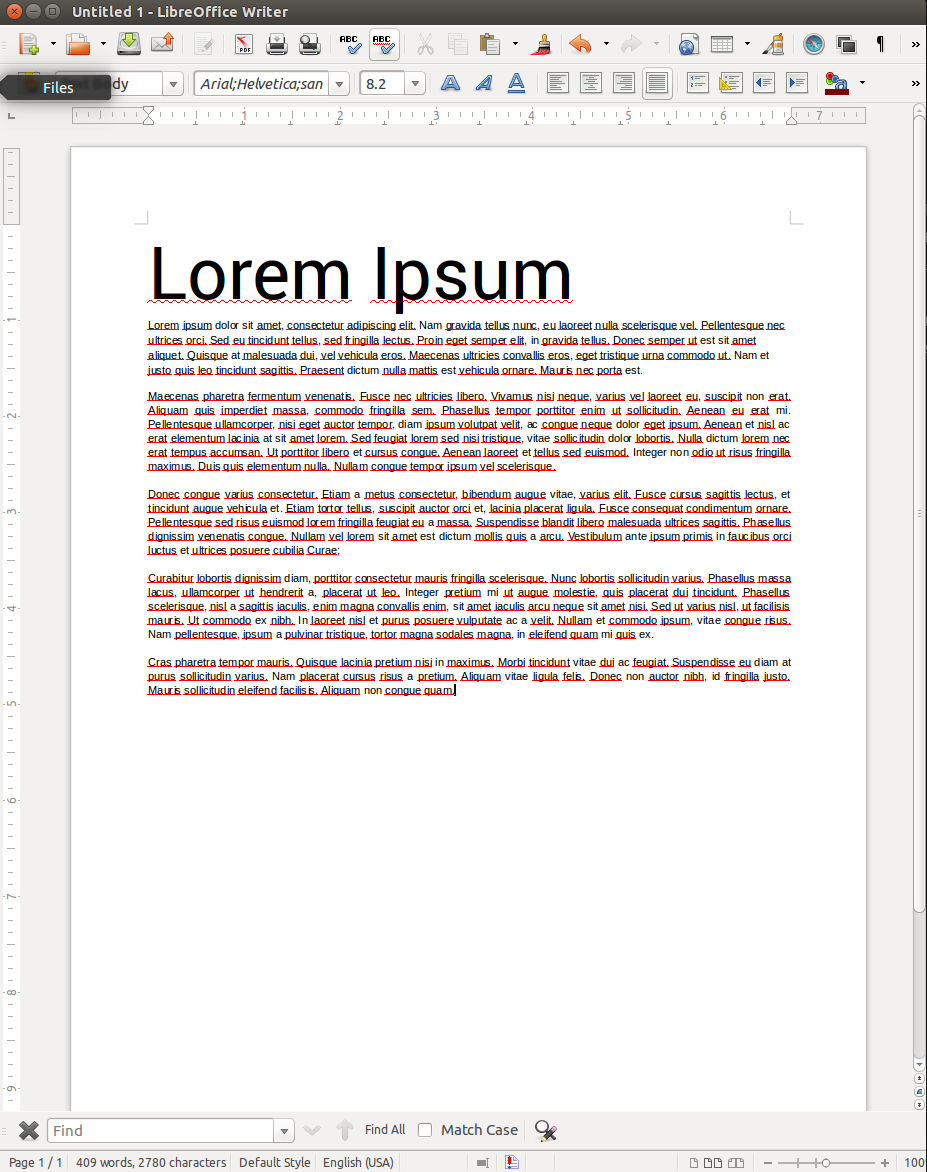 Untitled 1 - LibreOffice Writer
PDF
ABC
ABC
Files
Body
Arial;Helvetica;san
8.2
1 2 3 4 5 6 7
Lorem Ipsum
Lorem ipsum dolor sit amet, consectetur adipiscing elit. Nam gravida tellus nunc, eu laoreet nulla scelerisque vel. Pellentesque nec
ultrices orci. Sed eu tincidunt tellus, sed fringilla lectus. Proin eget semper elit, in gravida tellus. Donec semper ut est sit amet
aliquet. Quisque at malesuada dui, vel vehicula eros. Maecenas ultricies convallis eros, eget tristique urna commodo ut. Nam et
justo quis leo tincidunt sagittis. Praesent dictum nulla mattis est vehicula ornare. Mauris nec porta est.
Maecenas pharetra fermentum venenatis. Fusce nec ultricies libero. Vivamus nisi neque, varius vel laoreet eu, suscipit non erat.
Aliquam quis imperdiet massa, commodo fringilla sem. Phasellus tempor porttitor enim ut sollicitudin. Aenean eu erat mi.
Pellentesque ullamcorper, nisi eget auctor tempor, diam ipsum volutpat velit, ac congue neque dolor eget ipsum. Aenean et nisl ac
erat elementum lacinia at sit amet lorem. Sed feugiat lorem sed nisi tristique, vitae sollicitudin dolor lobortis. Nulla dictum lorem nec
erat tempus accumsan. Ut porttitor libero et cursus congue. Aenean laoreet et tellus sed euismod. Integer non odio ut risus fringilla
maximus. Duis quis elementum nulla. Nullam congue tempor ipsum vel scelerisque.
Donec congue varius consectetur. Etiam a metus consectetur, bibendum augue vitae, varius elit. Fusce cursus sagittis lectus, et
tincidunt augue vehicula et. Etiam tortor tellus, suscipit auctor orci et, lacinia placerat ligula. Fusce consequat condimentum ornare.
Pellentesque sed risus euismod lorem fringilla feugiat eu a massa. Suspendisse blandit libero malesuada ultrices sagittis. Phasellus
dignissim venenatis congue. Nullam vel lorem sit amet est dictum mollis quis a arcu. Vestibulum ante ipsum primis in faucibus orci
luctus et ultrices posuere cubilia Curae;
Curabitur lobortis dignissim diam, porttitor consectetur mauris fringilla scelerisque. Nunc lobortis sollicitudin varius. Phasellus massa
lacus, ullamcorper ut hendrerit a, placerat ut leo. Integer pretium mi ut augue molestie, quis placerat dui tincidunt. Phasellus
scelerisque, nisl a sagittis iaculis, enim magna convallis enim, sit amet iaculis arcu neque sit amet nisi. Sed ut varius nisl, ut facilisis
mauris. Ut commodo ex nibh. In laoreet nisl et purus posuere vulputate ac a velit. Nullam et commodo ipsum, vitae congue risus.
Nam pellentesque, ipsum a pulvinar tristique, tortor magna sodales magna, in eleifend quam mi quis ex.
Cras pharetra tempor mauris. Quisque lacinia pretium nisi in maximus. Morbi tincidunt vitae dui ac feugiat. Suspendisse eu diam at
purus sollicitudin varius. Nam placerat cursus risus a pretium. Aliquam vitae ligula felis. Donec non auctor nibh, id fringilla justo.
Mauris sollicitudin eleifend facilisis. Aliquam non congue quam.
1
2
3
4
5
6
7
8
9
Find
Find All
Match Case
Page 1 / 1 409 words, 2780 characters Default Style English (USA) 100